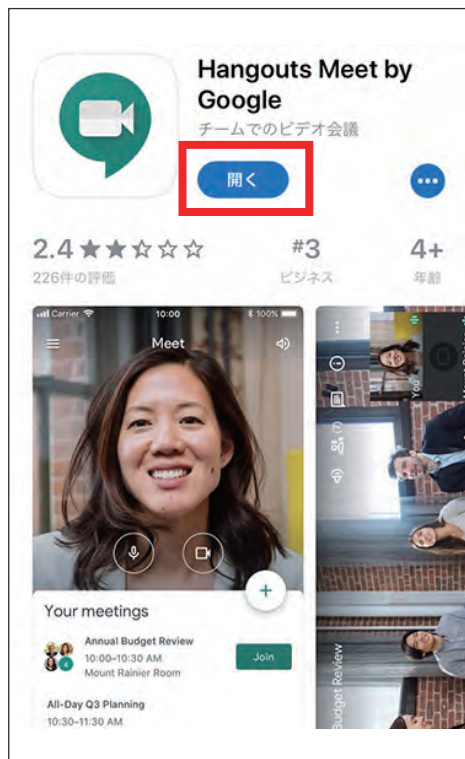 Hangouts Meet by
Google
チームでのビデオ会議
開く
2.4 ★★☆☆☆
#3
4+
226件の評価
ビジネス
年齢
Carrier
10:00
100%
Meet
You
(7)
Your meetings
Annual Budget Review
10:00–10:30 AM
Mount Rainier Room
4
Join
All-Day Q3 Planning
10:30–11:30 AM
Budget Review